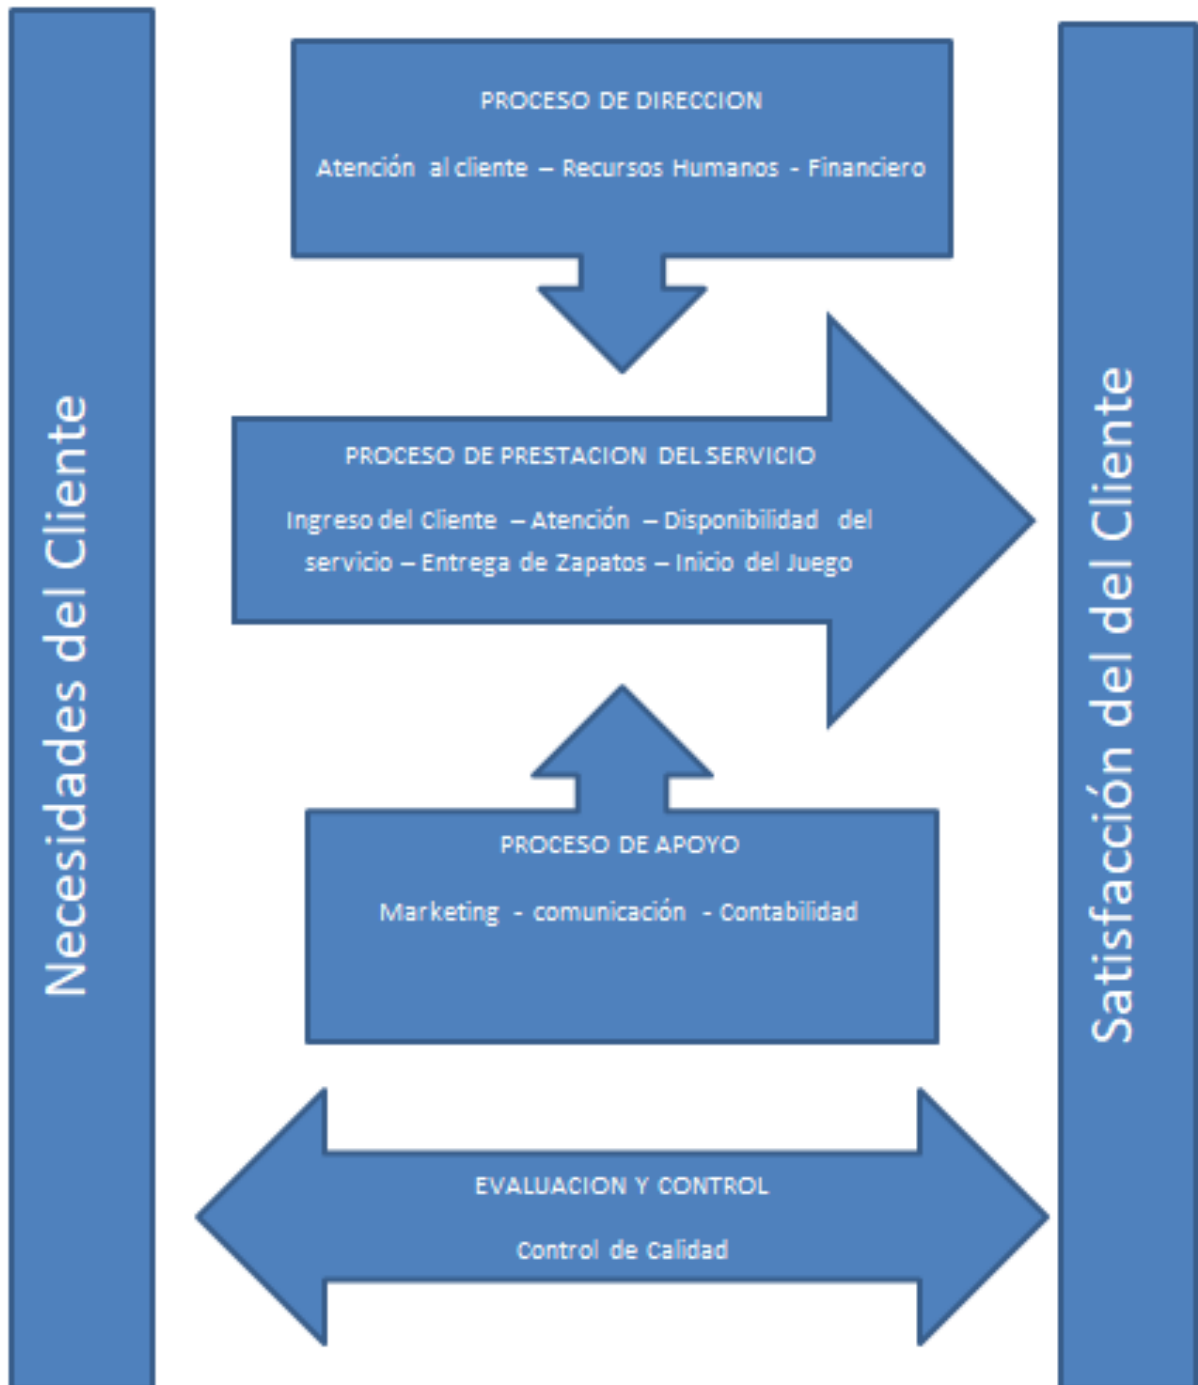 Necesidades del Cliente
PROCESO DE DIRECCION
Atención al cliente – Recursos Humanos - Financiero
PROCESO DE PRESTACION DEL SERVICIO
Ingreso del Cliente – Atención – Disponibilidad del
servicio – Entrega de Zapatos – Inicio del Juego
PROCESO DE APOYO
Marketing - comunicación - Contabilidad
EVALUACION Y CONTROL
Control de Calidad
Satisfacción del del Cliente